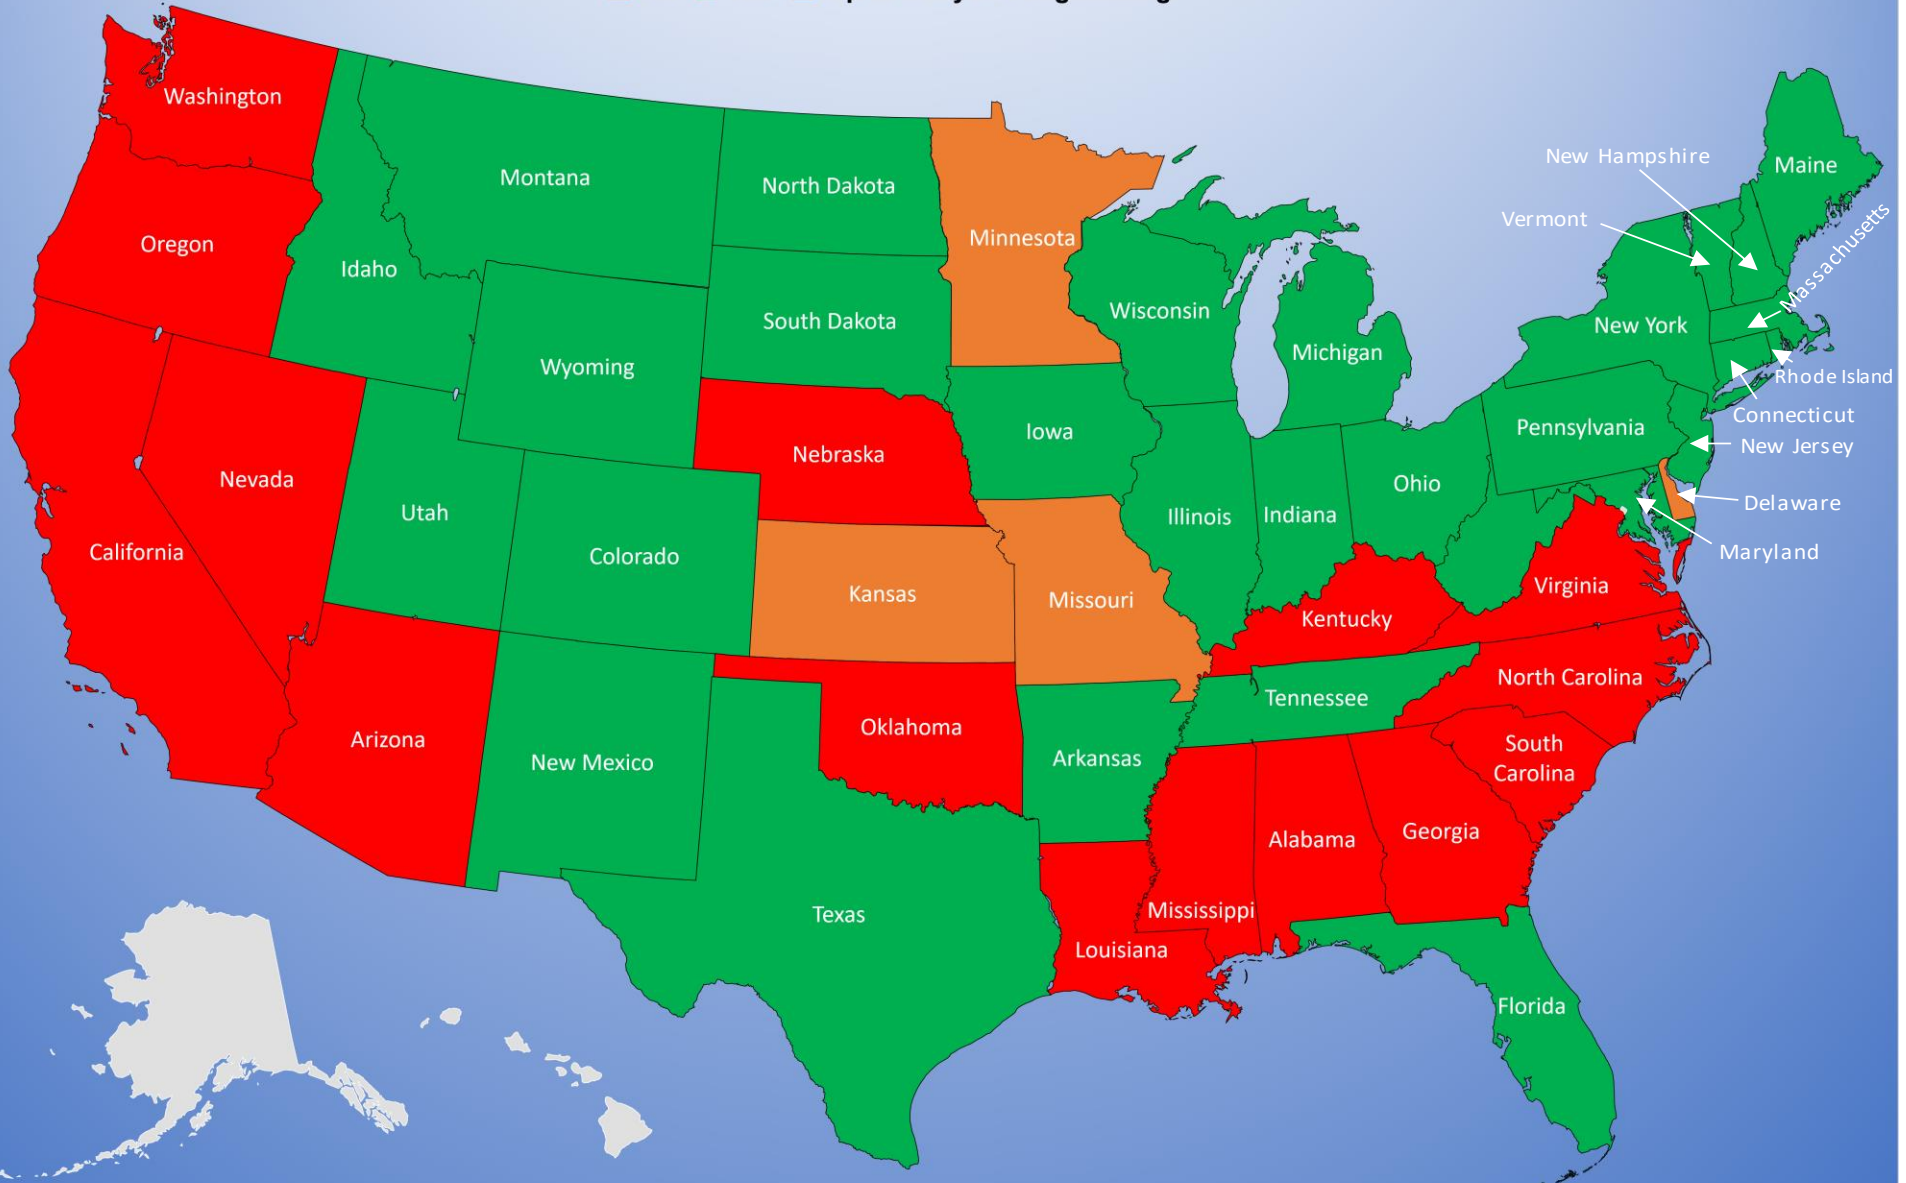 Washington
Montana
North Dakota
Minnesota
New Hampshire
Maine
Vermont
Massachusetts
Oregon
Idaho
South Dakota
Wisconsin
New York
Michigan
Wyoming
Rhode Island
Connecticut
Iowa
Pennsylvania
New Jersey
Nebraska
Nevada
Ohio
Delaware
Utah
Illinois
Indiana
California
Colorado
Maryland
Kansas
Missouri
Virginia
Kentucky
North Carolina
Tennessee
Oklahoma
Arizona
New Mexico
Arkansas
South
Carolina
Georgia
Alabama
Texas
Mississippi
Louisiana
Florida